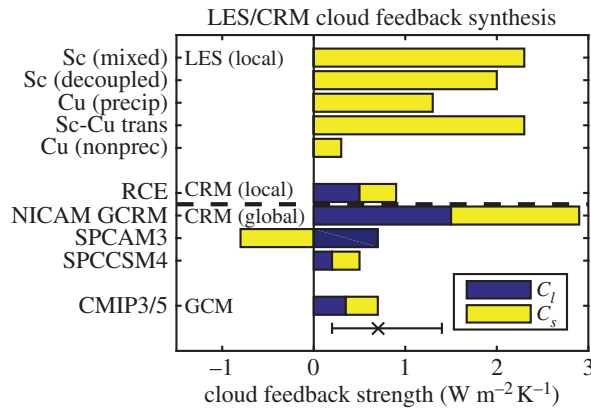 LES/CRM cloud feedback synthesis
Sc (mixed) LES (local)
Sc (decoupled)
Cu (precip)
Sc-Cu trans
Cu (nonprec)
RCE CRM (local)
NICAM GCRM CRM (global)
SPCAM3
SPCCSM4
CMIP3/5 GCM
C_l
C_s
−1 0 1 2 3
cloud feedback strength (W m⁻² K⁻¹)